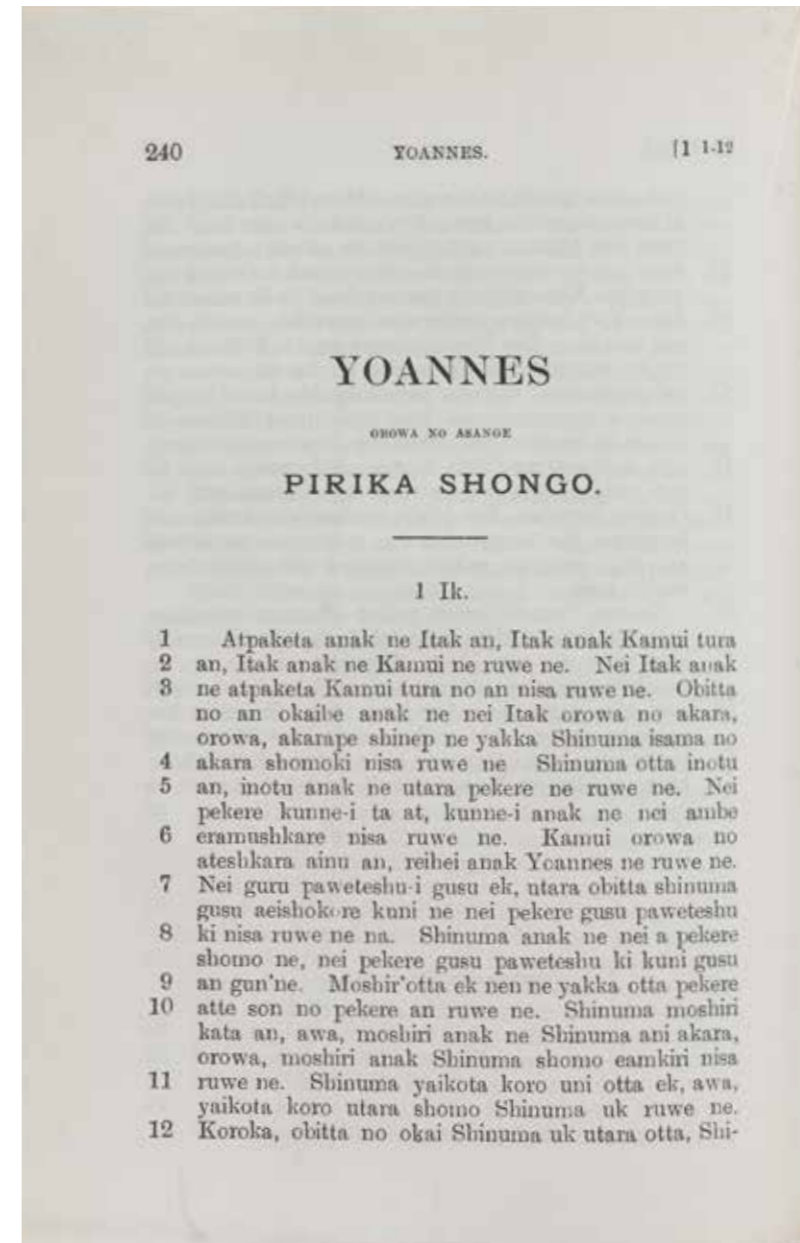 240 YOANNES. [1 1-12
YOANNES
OROWA NO ASANGE
PIRIKA SHONGO.
1 Ik.
1 Atpaketa anak ne Itak an, Itak anak Kamui tura
2 an, Itak anak ne Kamui ne ruwe ne. Nei Itak anak
3 ne atpaketa Kamui tura no an nisa ruwe ne. Obitta
no an okaibe anak ne nei Itak orowa no akara,
orowa, akarape shinep ne yakka Shinuma isama no
4 akara shomoki nisa ruwe ne Shinuma otta inotu
5 an, inotu anak ne utara pekere ne ruwe ne. Nei
pekere kunne-i ta at, kunne-i anak ne nei ambe
6 eramushkare nisa ruwe ne. Kamui orowa no
ateshkara ainu an, reihei anak Yoannes ne ruwe ne.
7 Nei guru paweteshu-i gusu ek, utara obitta shinuma
gusu aeishokore kuni ne nei pekere gusu paweteshu
8 ki nisa ruwe ne na. Shinuma anak ne nei a pekere
shomo ne, nei pekere gusu paweteshu ki kuni gusu
9 an gun'ne. Moshir'otta ek nen ne yakka otta pekere
10 atte son no pekere an ruwe ne. Shinuma moshiri
kata an, awa, moshiri anak ne Shinuma ani akara,
orowa, moshiri anak Shinuma shomo eamkiri nisa
11 ruwe ne. Shinuma yaikota koro uni otta ek, awa,
yaikota koro utara shomo Shinuma uk ruwe ne.
12 Koroka, obitta no okai Shinuma uk utara otta, Shi-